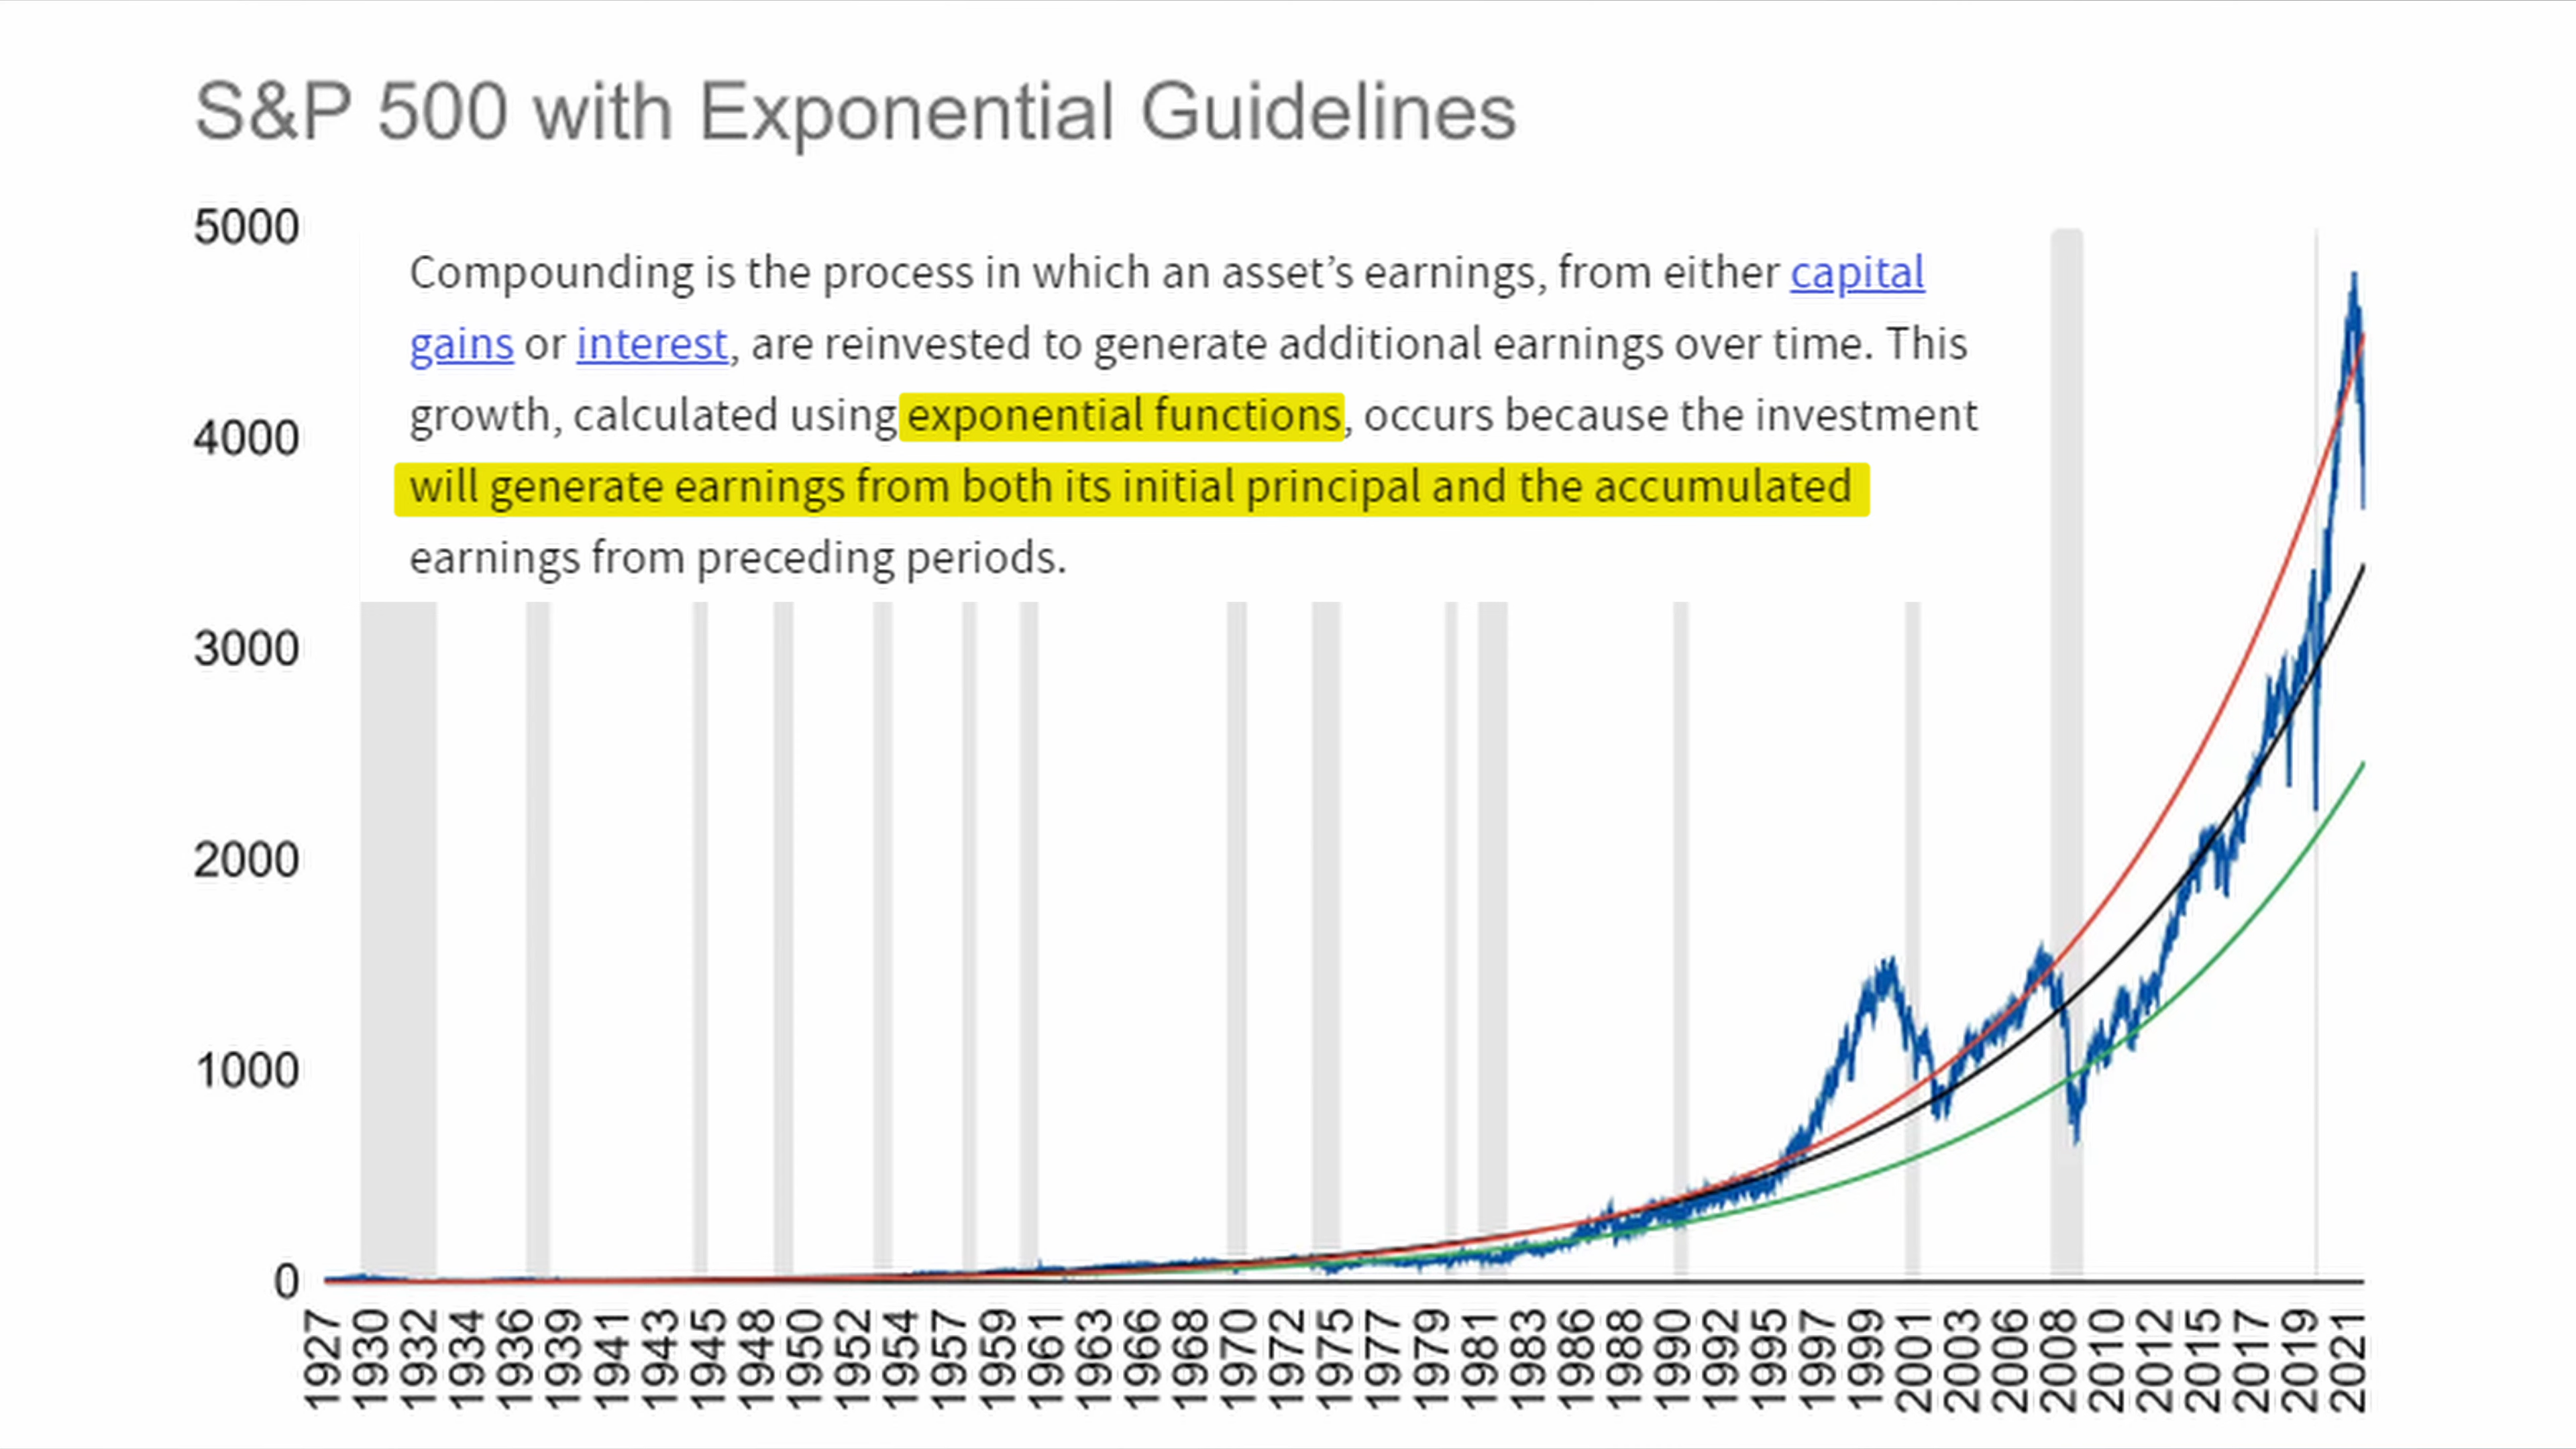 S&P 500 with Exponential Guidelines
5000
Compounding is the process in which an asset’s earnings, from either capital
gains or interest, are reinvested to generate additional earnings over time. This
growth, calculated using exponential functions, occurs because the investment
4000
will generate earnings from both its initial principal and the accumulated
earnings from preceding periods.
3000
2000
1000
0
1927 1930 1932 1934 1936 1939 1941 1943 1945 1948 1950 1952 1954 1957 1959 1961 1963 1966 1968 1970 1972 1975 1977 1979 1981 1983 1986 1988 1990 1992 1995 1997 1999 2001 2003 2006 2008 2010 2012 2015 2017 2019 2021